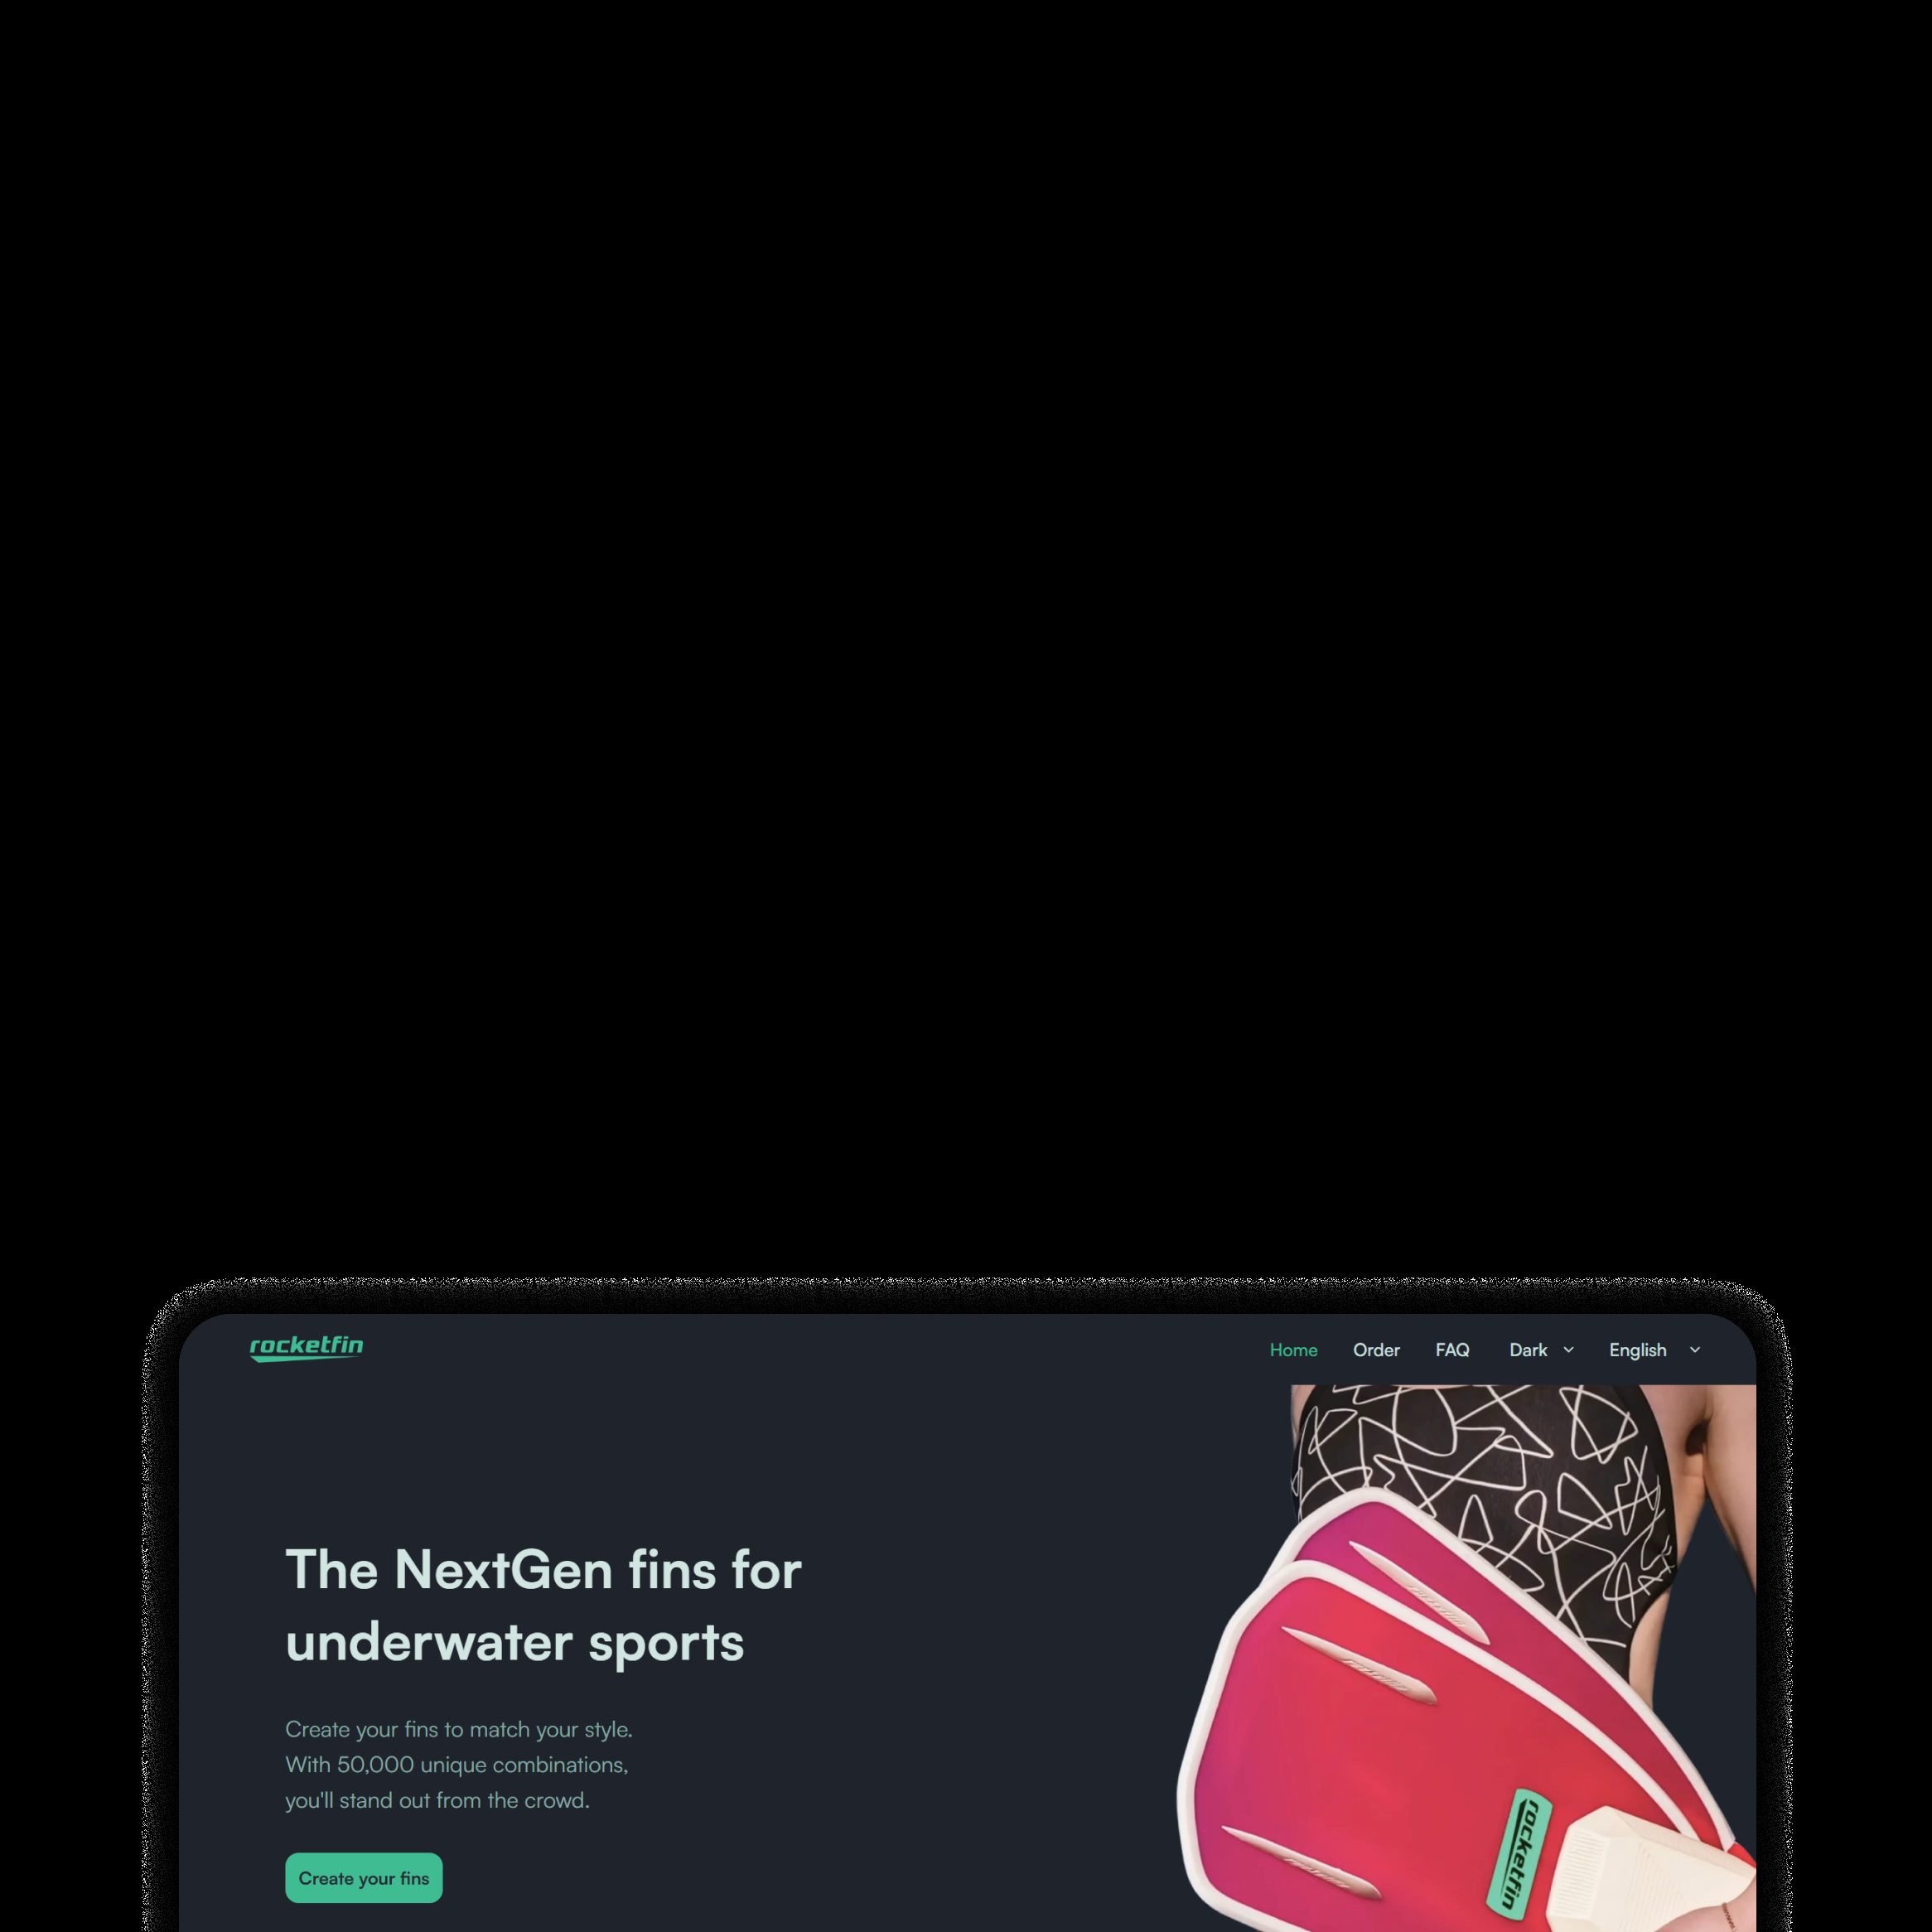 rocketfin
Home Order FAQ Dark English
The NextGen fins for
underwater sports
Create your fins to match your style.
With 50,000 unique combinations,
you'll stand out from the crowd.
Create your fins
rocketfin